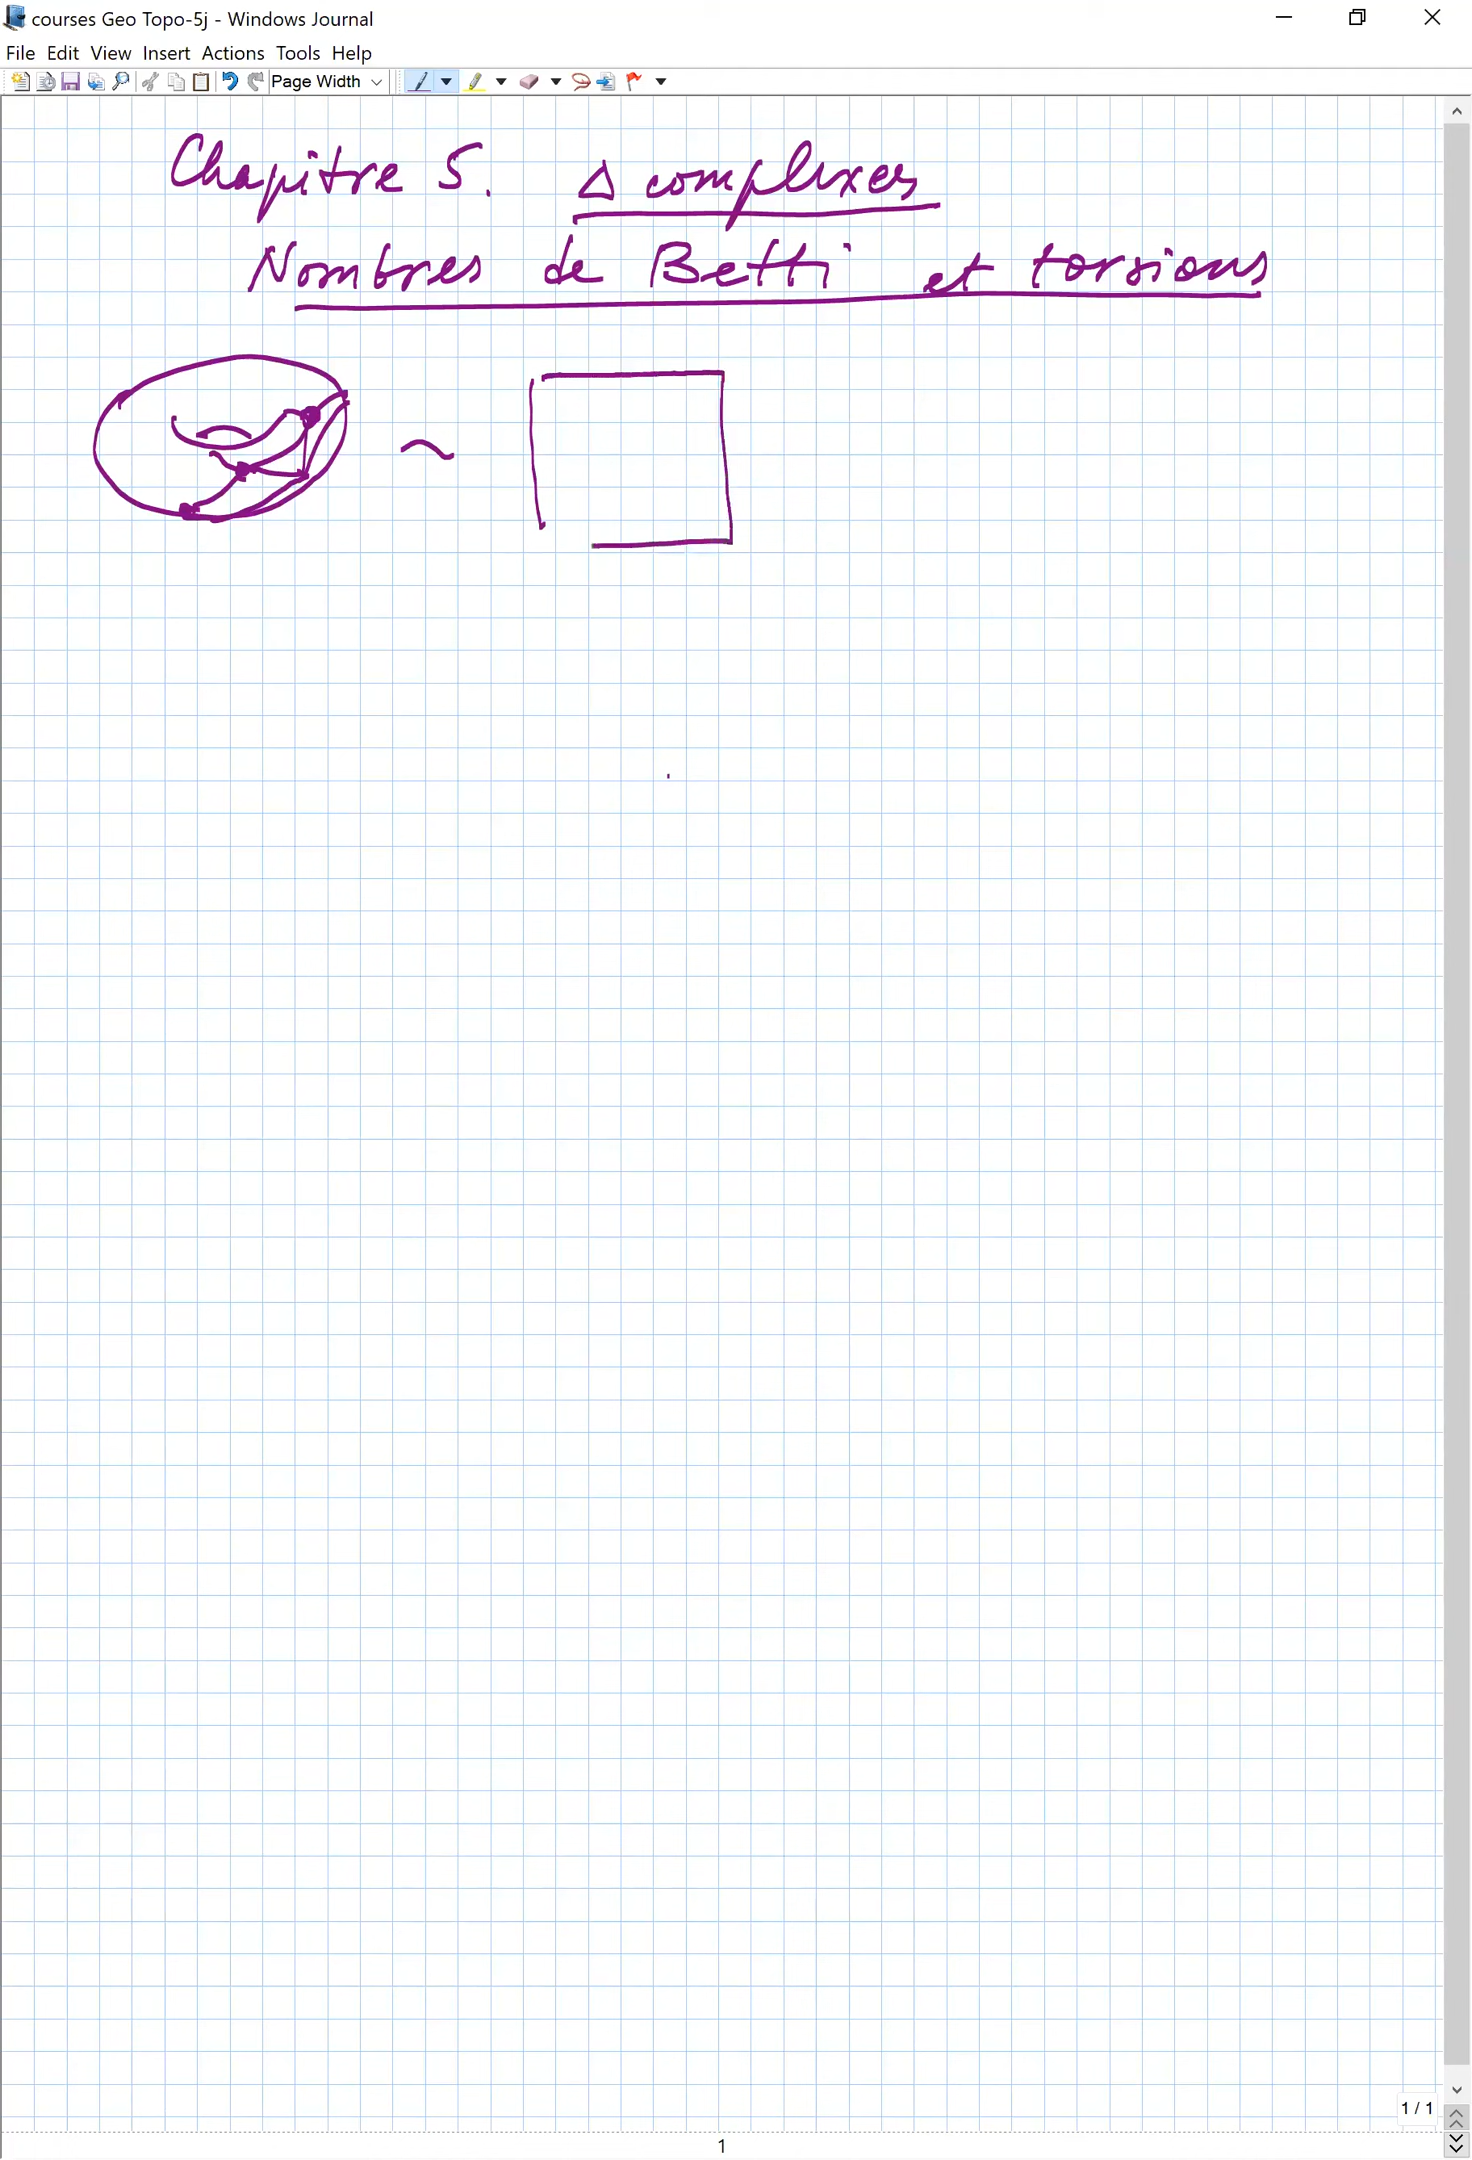 courses Geo Topo-5j - Windows Journal
File Edit View Insert Actions Tools Help
Page Width
Chapitre 5. Δ complexes
Nombres de Betti et torsions
~
1 / 1
1